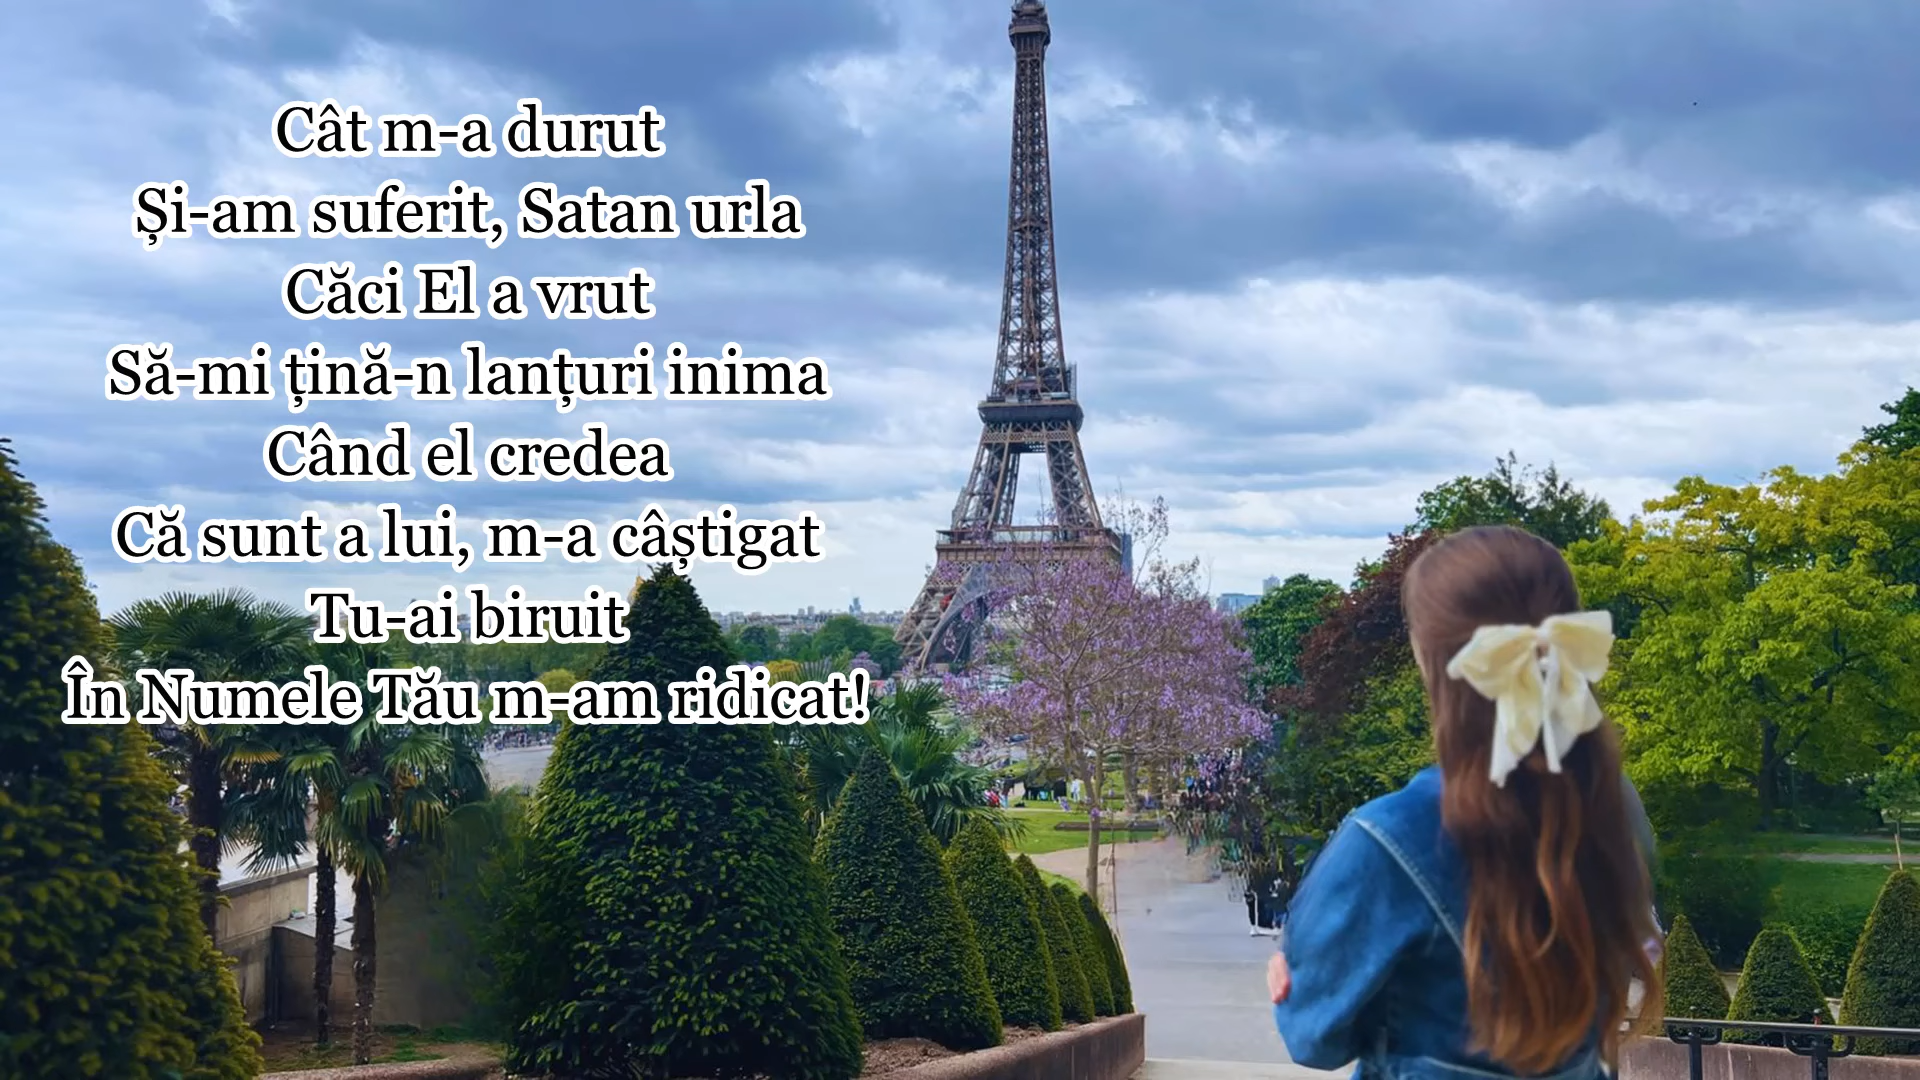 Cât m-a durut
Și-am suferit, Satan urla
Căci El a vrut
Să-mi țină-n lanțuri inima
Când el credea
Că sunt a lui, m-a câștigat
Tu-ai biruit
În Numele Tău m-am ridicat!